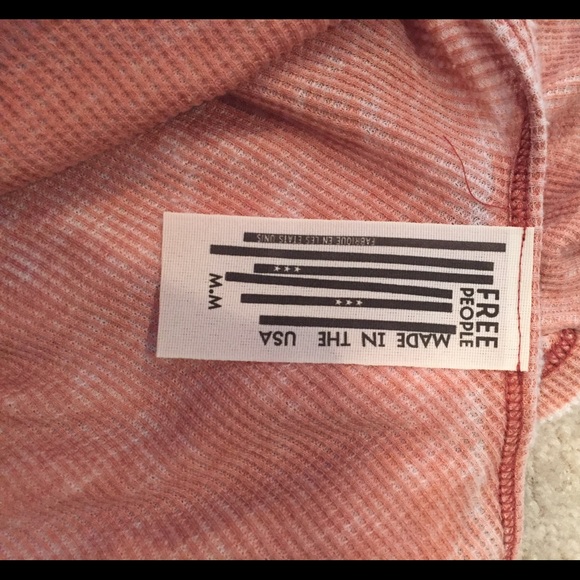 FREE
PEOPLE
MADE IN THE USA
FABRIQUE EN LES ETATS UNIS
M.M